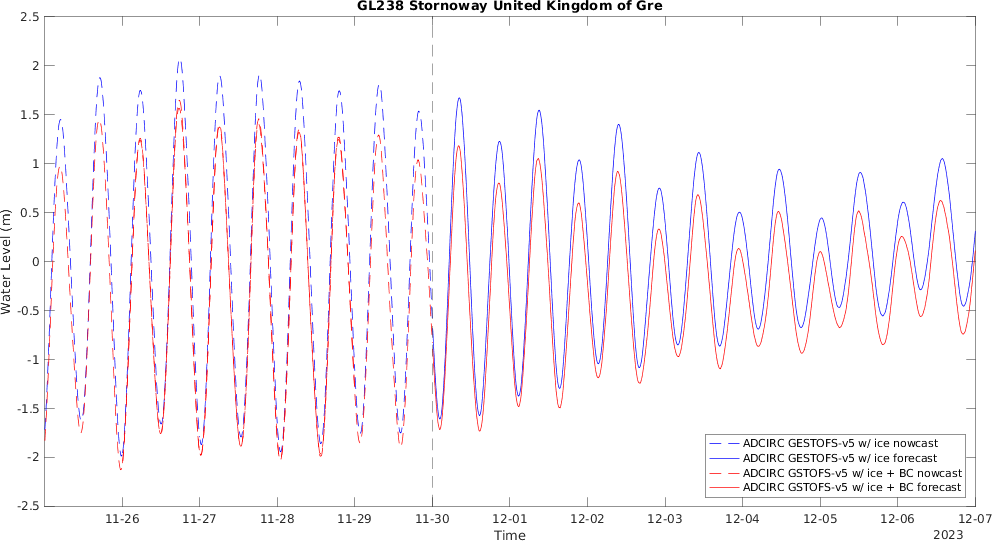 GL238 Stornoway United Kingdom of Gre
2.5
2
1.5
1
0.5
0
-0.5
-1
-1.5
-2
-2.5
Water Level (m)
ADCIRC GESTOFS-v5 w/ ice nowcast
ADCIRC GESTOFS-v5 w/ ice forecast
ADCIRC GSTOFS-v5 w/ ice + BC nowcast
ADCIRC GSTOFS-v5 w/ ice + BC forecast
11-26 11-27 11-28 11-29 11-30 12-01 12-02 12-03 12-04 12-05 12-06 12-07
Time
2023